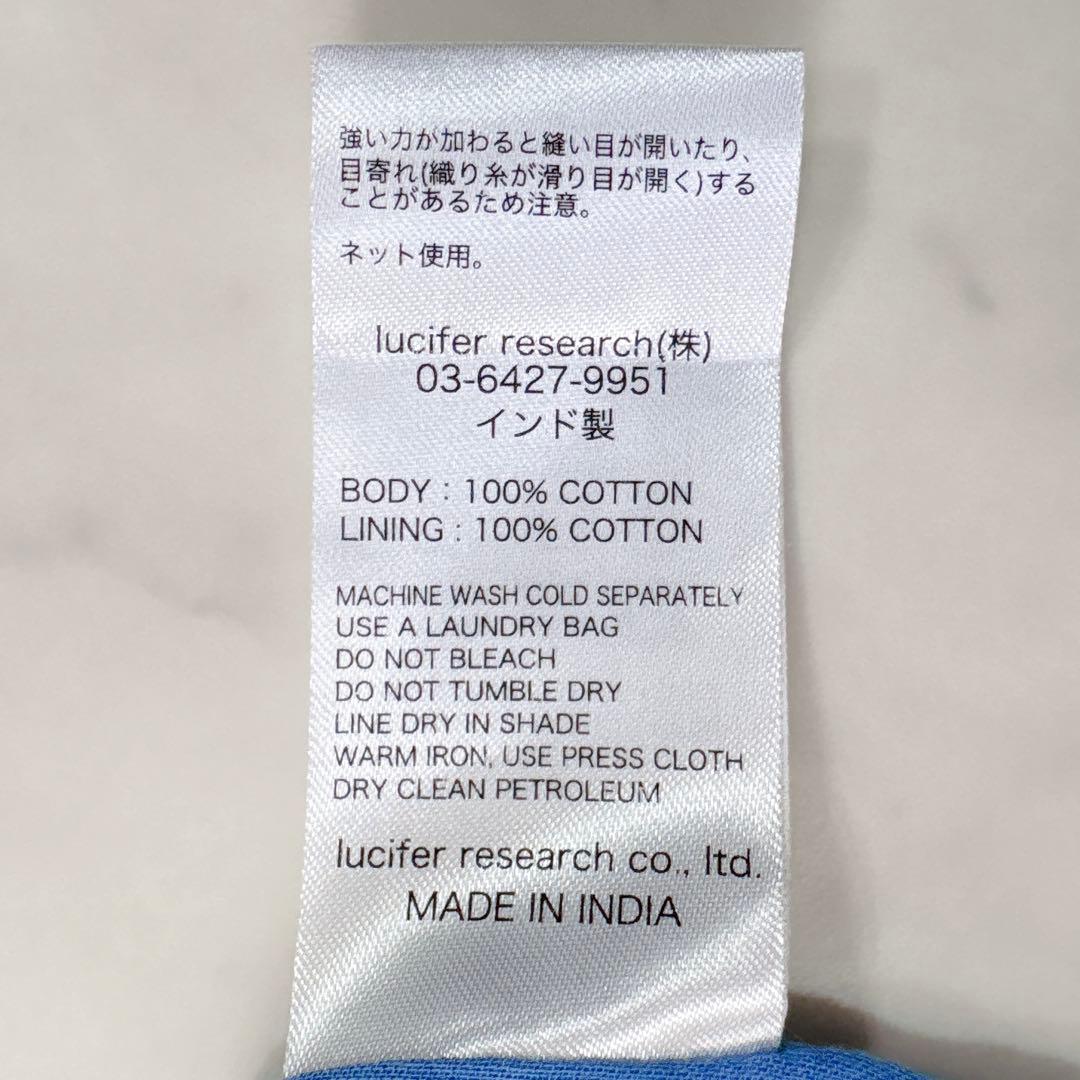 強い力が加わると縫い目が開いたり、
目寄れ(織り糸が滑り目が開く)する
ことがあるため注意。
ネット使用。
lucifer research(株)
03-6427-9951
インド製
BODY : 100% COTTON
LINING : 100% COTTON
MACHINE WASH COLD SEPARATELY
USE A LAUNDRY BAG
DO NOT BLEACH
DO NOT TUMBLE DRY
LINE DRY IN SHADE
WARM IRON, USE PRESS CLOTH
DRY CLEAN PETROLEUM
lucifer research co., ltd.
MADE IN INDIA